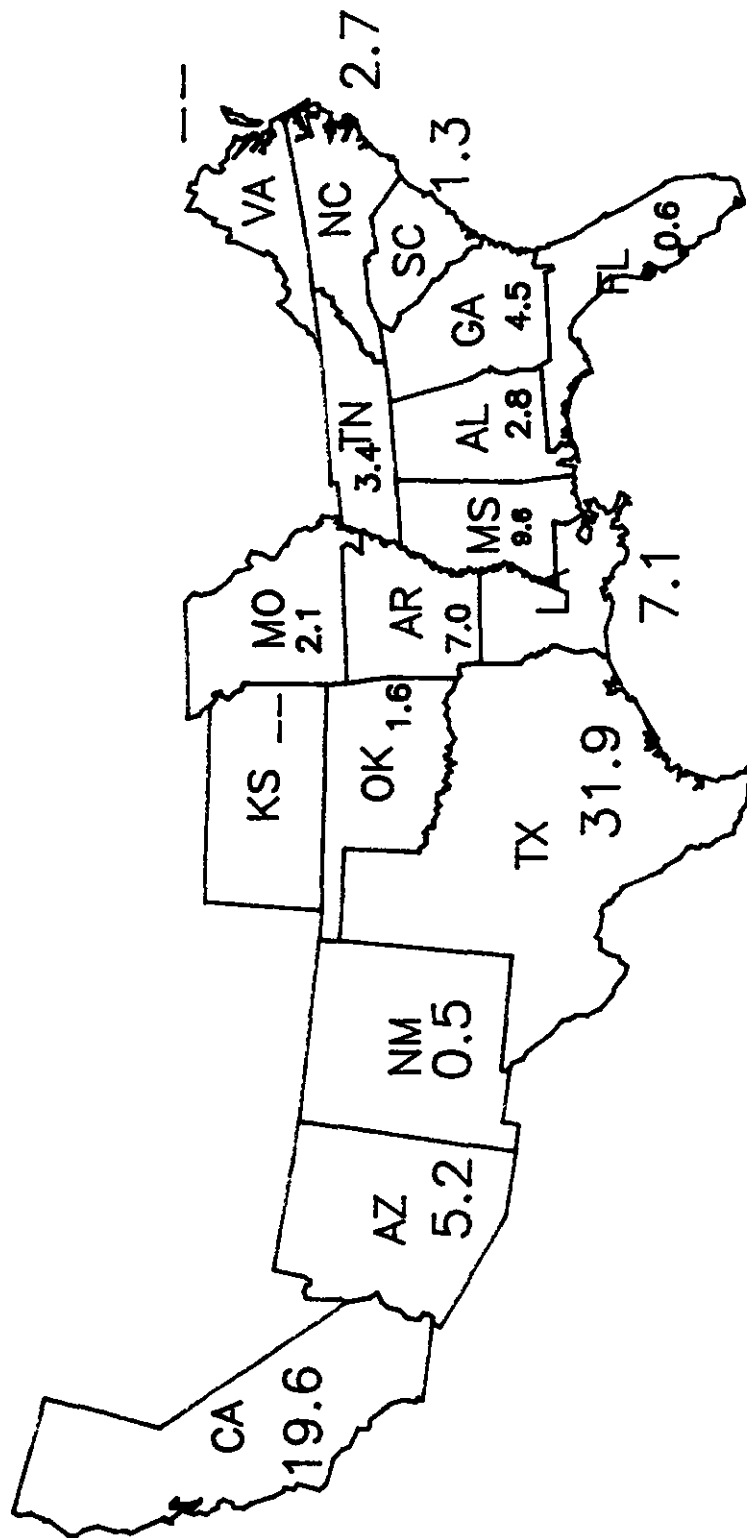 CA
19.6
AZ
5.2
NM
0.5
KS --
OK
1.6
TX
31.9
MO
2.1
AR
7.0
LA
7.1
MS
9.6
TN
3.4
AL
2.8
GA
4.5
FL
0.6
SC
1.3
NC
2.7
VA
--